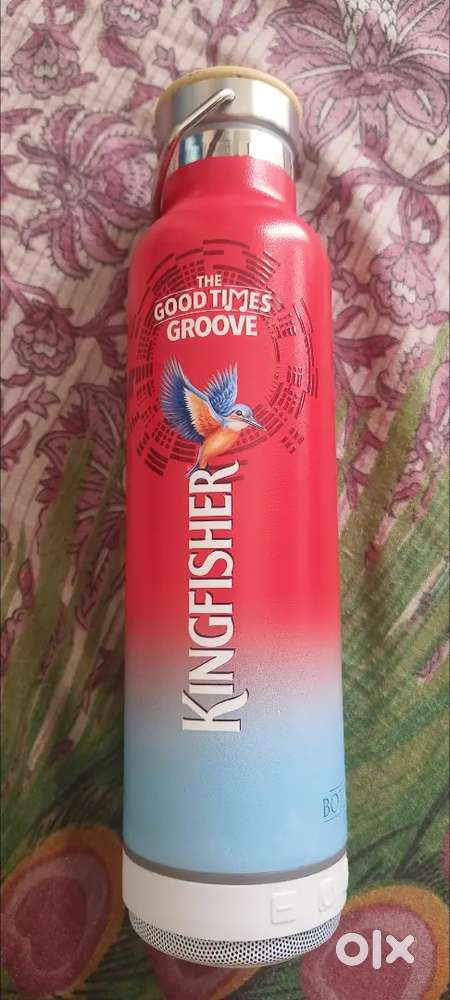 THE
GOOD TIMES
GROOVE
KINGFISHER
BO
olx